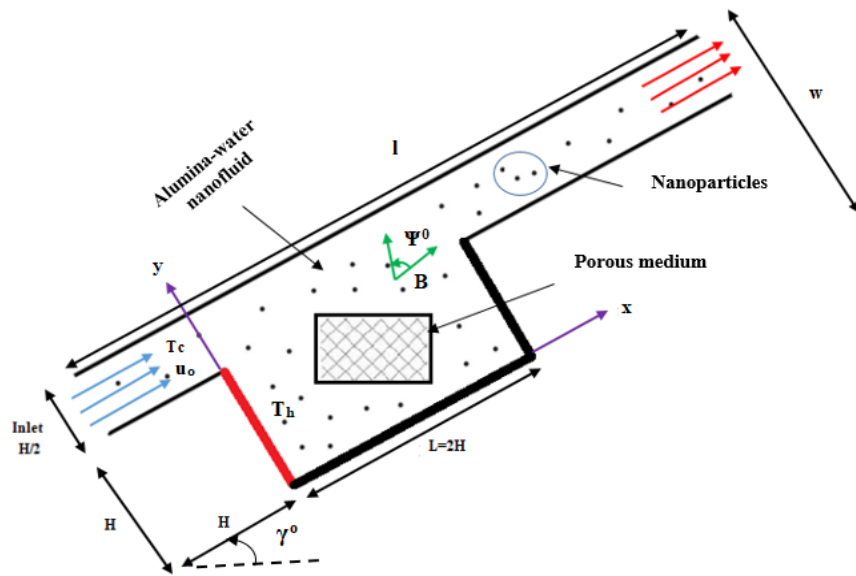 w
l
Alumina-water
nanofluid
Nanoparticles
Ψ⁰
B
y
Porous medium
x
Tc
uₒ
Tₕ
Inlet
H/2
L=2H
H
H
γᵒ